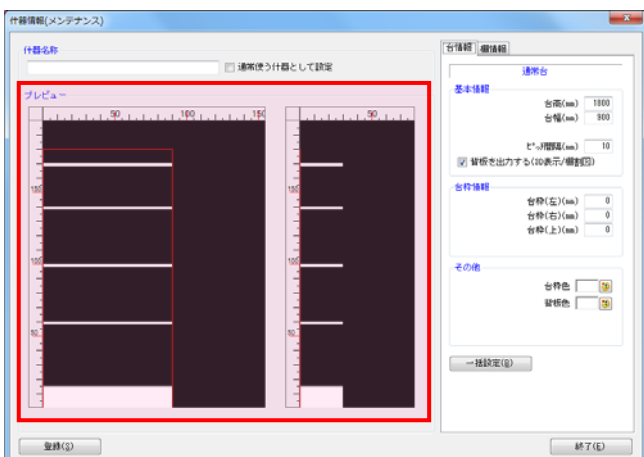 什器情報(メンテナンス)
什器名称
通常使う什器として設定
プレビュー
50 100 150
50
150
100
50
150
100
50
台情報 棚情報
通常台
基本情報
台高(mm) 1800
台幅(mm) 900
ﾋﾟｯﾁ間隔(mm) 10
背板を出力する(3D表示/棚割図)
台枠情報
台枠(左)(mm) 0
台枠(右)(mm) 0
台枠(上)(mm) 0
その他
台枠色
背板色
一括設定(B)
登録(S)
終了(E)